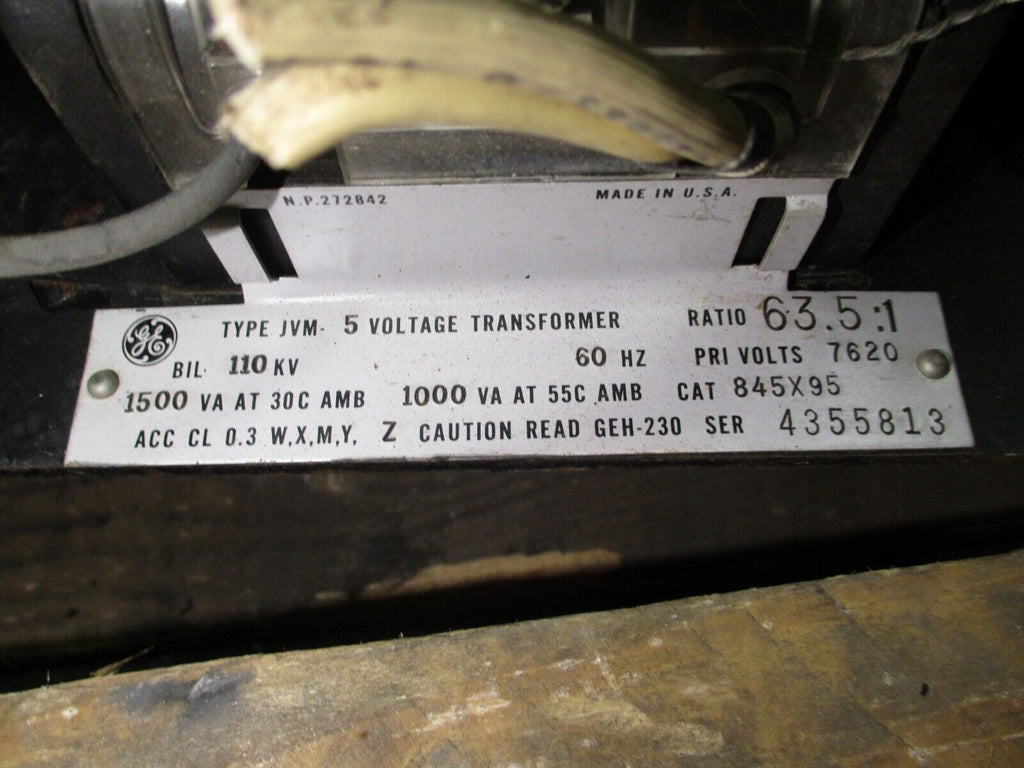 N.P.272842 MADE IN U.S.A.
GE TYPE JVM- 5 VOLTAGE TRANSFORMER RATIO 63.5:1
BIL. 110 KV 60 HZ PRI VOLTS 7620
1500 VA AT 30C AMB 1000 VA AT 55C AMB CAT 845X95
ACC CL 0.3 W,X,M,Y, Z CAUTION READ GEH-230 SER 4355813